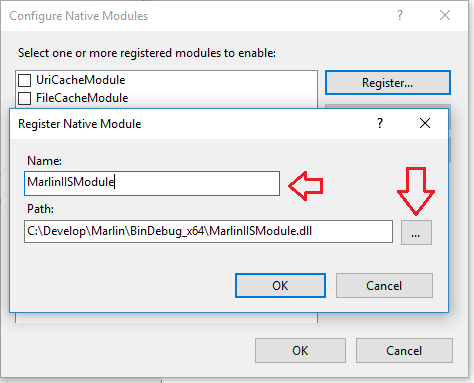 Configure Native Modules
Select one or more registered modules to enable:
UriCacheModule
Register...
FileCacheModule
Register Native Module
Name:
MarlinIISModule
Path:
C:\Develop\Marlin\BinDebug_x64\MarlinIISModule.dll
...
OK
Cancel
OK
Cancel